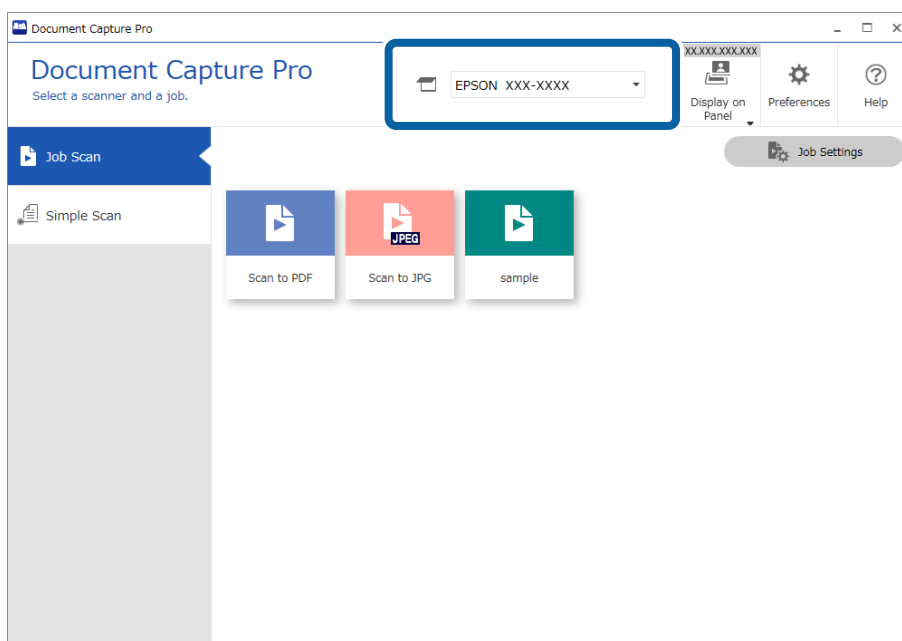 Document Capture Pro
Document Capture Pro
Select a scanner and a job.
EPSON XXX-XXXX
XX.XXX.XXX.XXX
Display on
Panel
Preferences
Help
Job Scan
Job Settings
Simple Scan
JPEG
Scan to PDF
Scan to JPG
sample